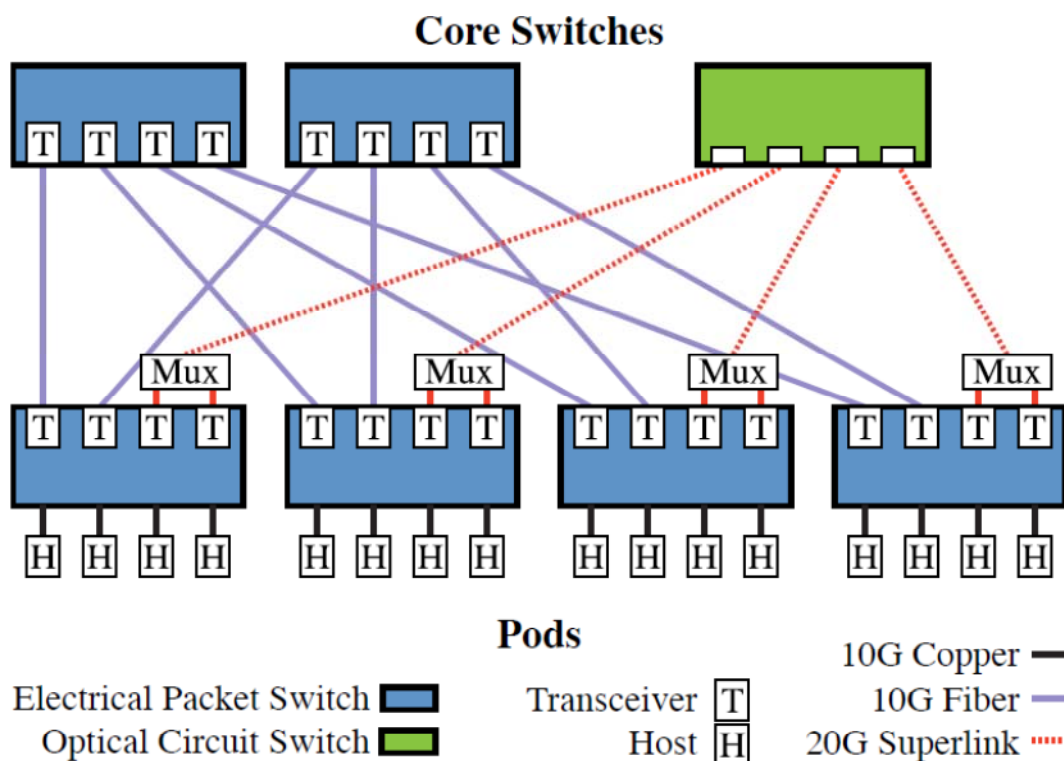 Core Switches
T T T T T T T T
Mux Mux Mux Mux
T T T T T T T T T T T T T T T T
H H H H H H H H H H H H H H H H
Pods
10G Copper
Electrical Packet Switch Transceiver T 10G Fiber
Optical Circuit Switch Host H 20G Superlink